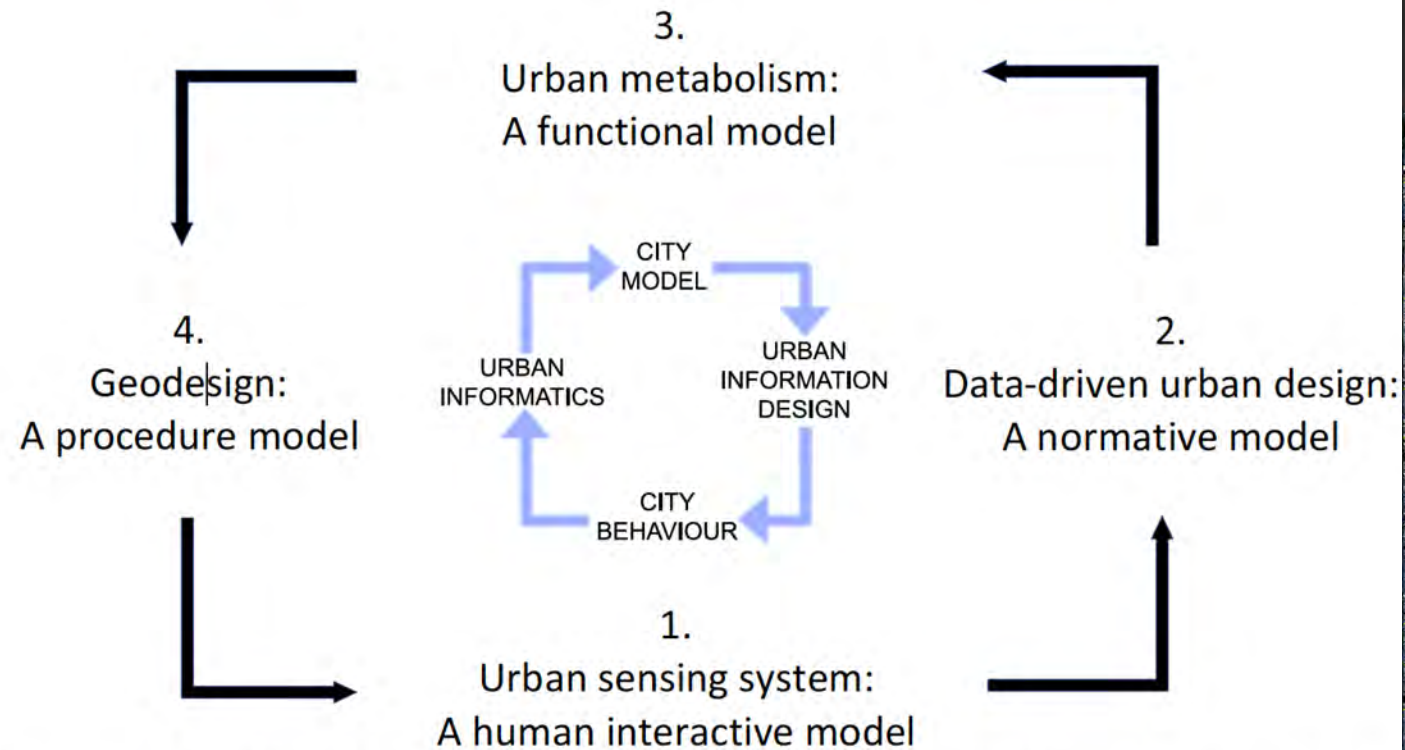 3.
Urban metabolism:
A functional model
CITY
MODEL
4.
Geodesign:
A procedure model
URBAN
INFORMATICS
URBAN
INFORMATION
DESIGN
2.
Data-driven urban design:
A normative model
CITY
BEHAVIOUR
1.
Urban sensing system:
A human interactive model